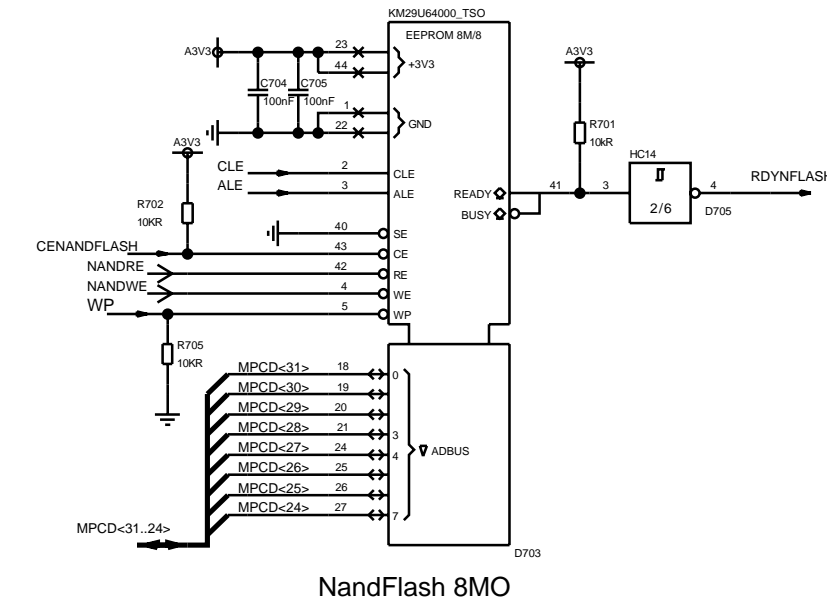 KM29U64000_TSO
EEPROM 8M/8
A3V3
23
44
+3V3
C704
100nF
C705
100nF
1
22
GND
A3V3
R701
10kR
A3V3
R702
10KR
CLE
2
CLE
ALE
3
ALE
READY
BUSY
41
HC14
3
2/6
4
RDYNFLASH
D705
40
SE
CENANDFLASH
43
CE
NANDRE
42
RE
NANDWE
4
WE
WP
5
WP
R705
10KR
MPCD<31>
18
0
MPCD<30>
19
MPCD<29>
20
MPCD<28>
21
3
MPCD<27>
24
4
ADBUS
MPCD<26>
25
MPCD<25>
26
MPCD<24>
27
7
MPCD<31..24>
D703
NandFlash 8MO